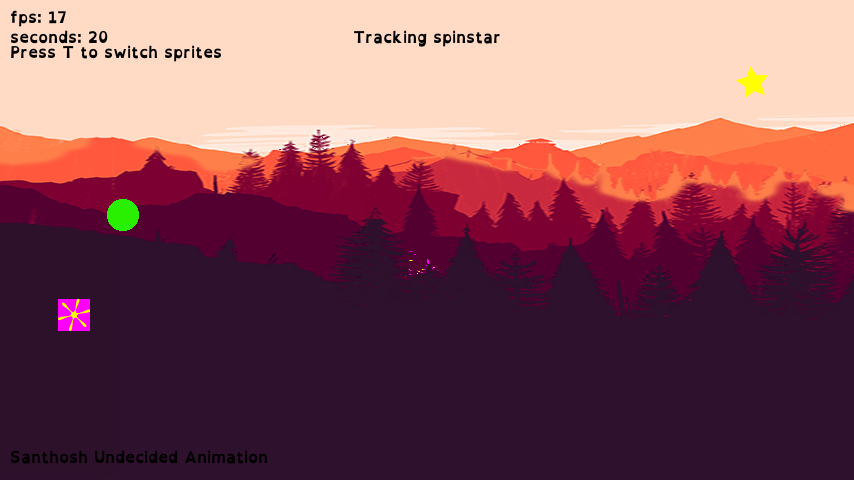 fps: 17
seconds: 20
Tracking spinstar
Press T to switch sprites
Santhosh Undecided Animation